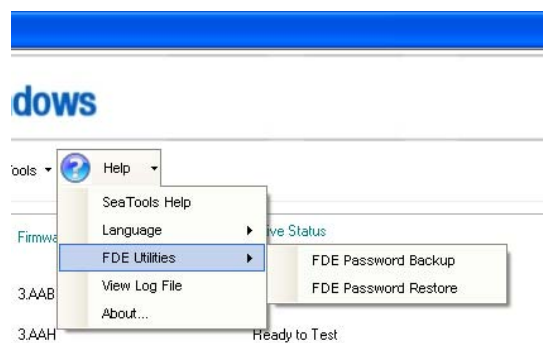 dows
ools Help
SeaTools Help
Language
Firmwa ive Status
FDE Utilities
FDE Password Backup
View Log File
FDE Password Restore
3.AAB
About...
3.AAH Ready to Test